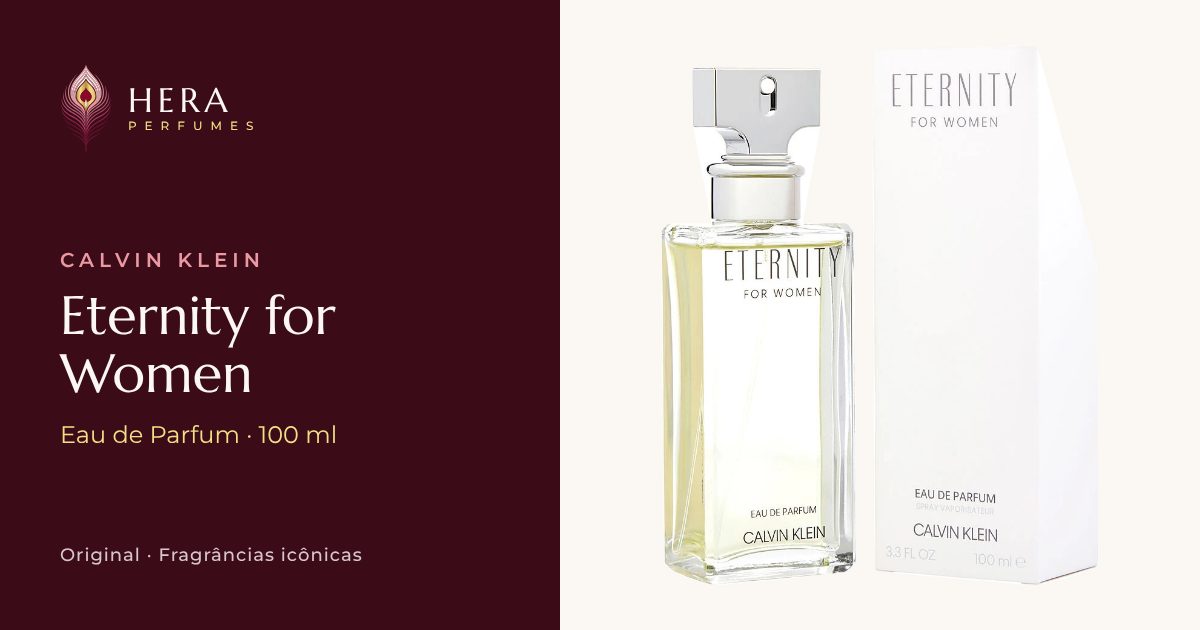 HERA
PERFUMES
CALVIN KLEIN
Eternity for
Women
Eau de Parfum · 100 ml
Original · Fragrâncias icônicas
ETERNITY
FOR WOMEN
EAU DE PARFUM
CALVIN KLEIN
ETERNITY
FOR WOMEN
EAU DE PARFUM
SPRAY VAPORISATEUR
CALVIN KLEIN
3.3 FL OZ 100 ml ℮